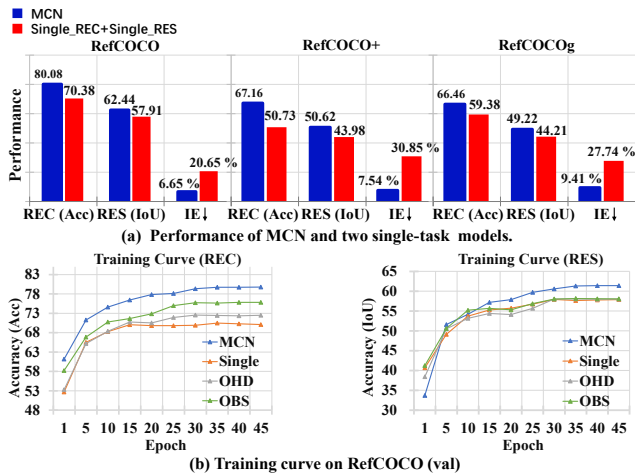 MCN
Single_REC+Single_RES
RefCOCO
RefCOCO+
RefCOCOg
Performance
80.08 70.38 62.44 57.91 6.65 % 20.65 %
67.16 50.73 50.62 43.98 7.54 % 30.85 %
66.46 59.38 49.22 44.21 9.41 % 27.74 %
REC (Acc) RES (IoU) IE↓ REC (Acc) RES (IoU) IE↓ REC (Acc) RES (IoU) IE↓
(a) Performance of MCN and two single-task models.
Training Curve (REC)
Accuracy (Acc)
83
78
73
68
63
58
53
48
MCN
Single
OHD
OBS
1 5 10 15 20 25 30 35 40 45
Epoch
Training Curve (RES)
Accuracy (IoU)
65
60
55
50
45
40
35
30
MCN
Single
OHD
OBS
1 5 10 15 20 25 30 35 40 45
Epoch
(b) Training curve on RefCOCO (val)